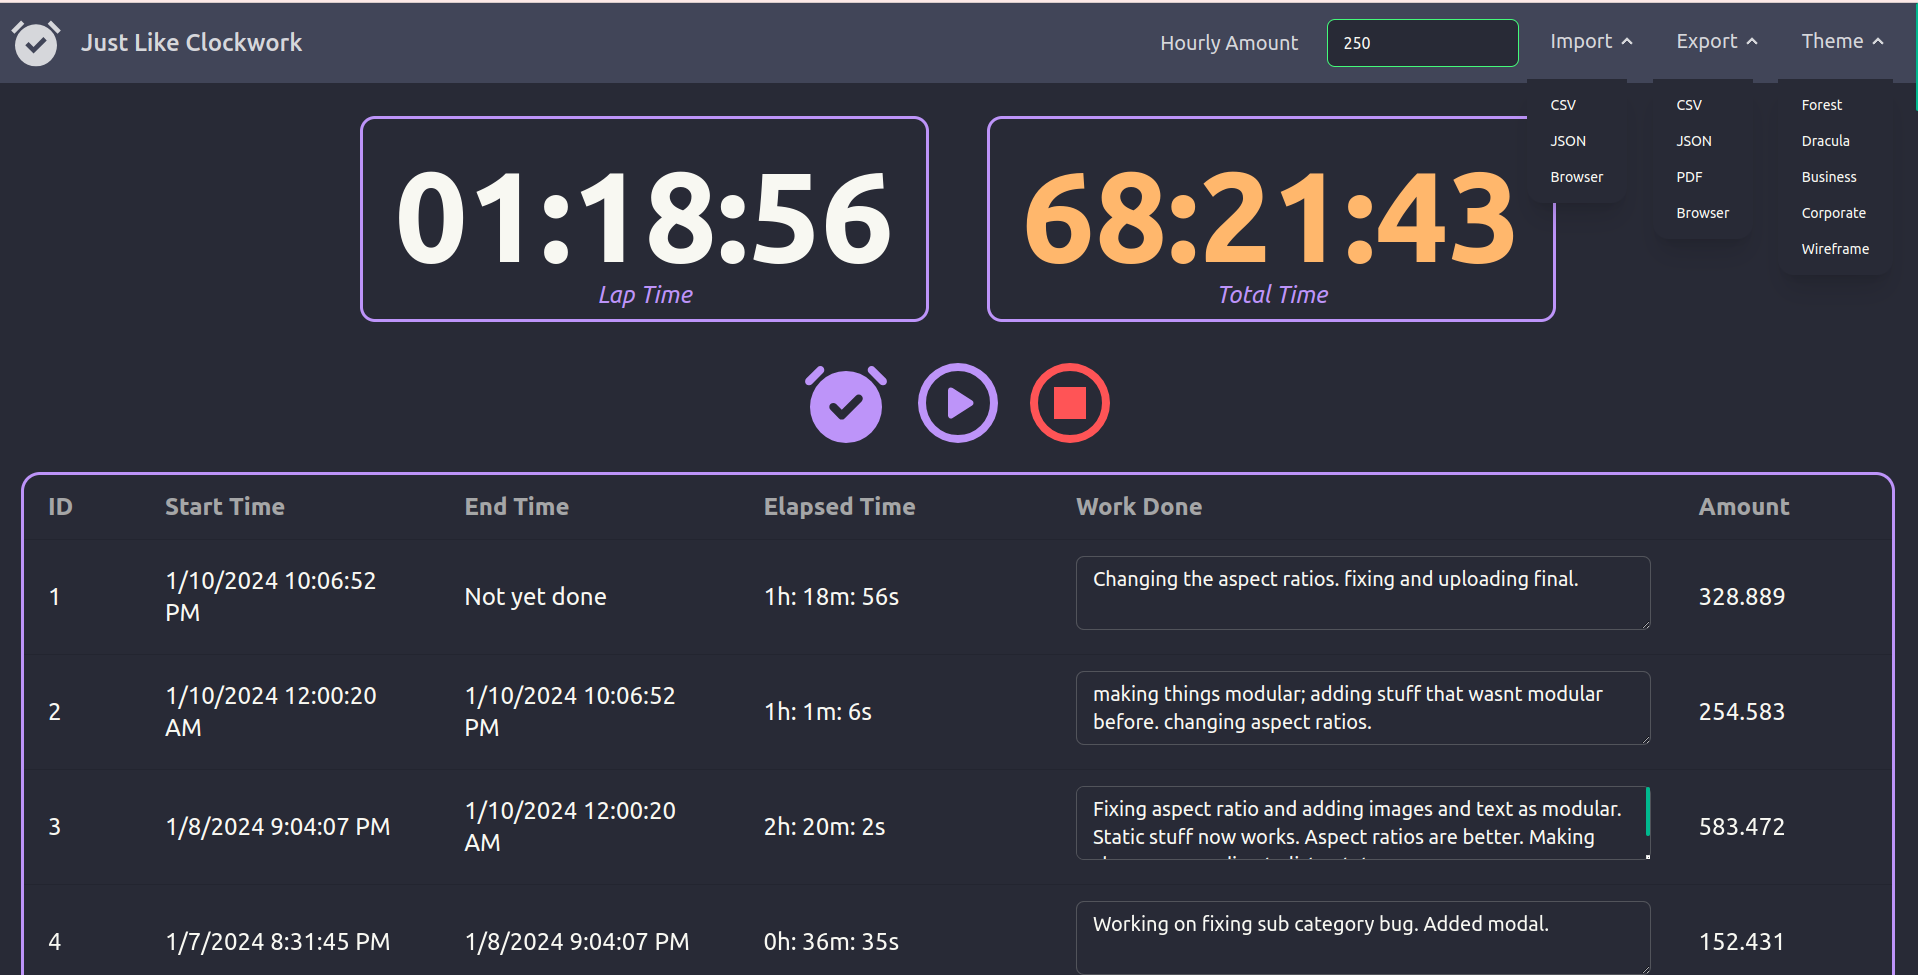 Just Like Clockwork
Hourly Amount
250
Import
Export
Theme
CSV
JSON
Browser
CSV
JSON
PDF
Browser
Forest
Dracula
Business
Corporate
Wireframe
01:18:56
Lap Time
68:21:43
Total Time
ID Start Time End Time Elapsed Time Work Done Amount
1
1/10/2024 10:06:52
PM
Not yet done
1h: 18m: 56s
Changing the aspect ratios. fixing and uploading final.
328.889
2
1/10/2024 12:00:20
AM
1/10/2024 10:06:52
PM
1h: 1m: 6s
making things modular; adding stuff that wasnt modular
before. changing aspect ratios.
254.583
3
1/8/2024 9:04:07 PM
1/10/2024 12:00:20
AM
2h: 20m: 2s
Fixing aspect ratio and adding images and text as modular.
Static stuff now works. Aspect ratios are better. Making
583.472
4
1/7/2024 8:31:45 PM
1/8/2024 9:04:07 PM
0h: 36m: 35s
Working on fixing sub category bug. Added modal.
152.431